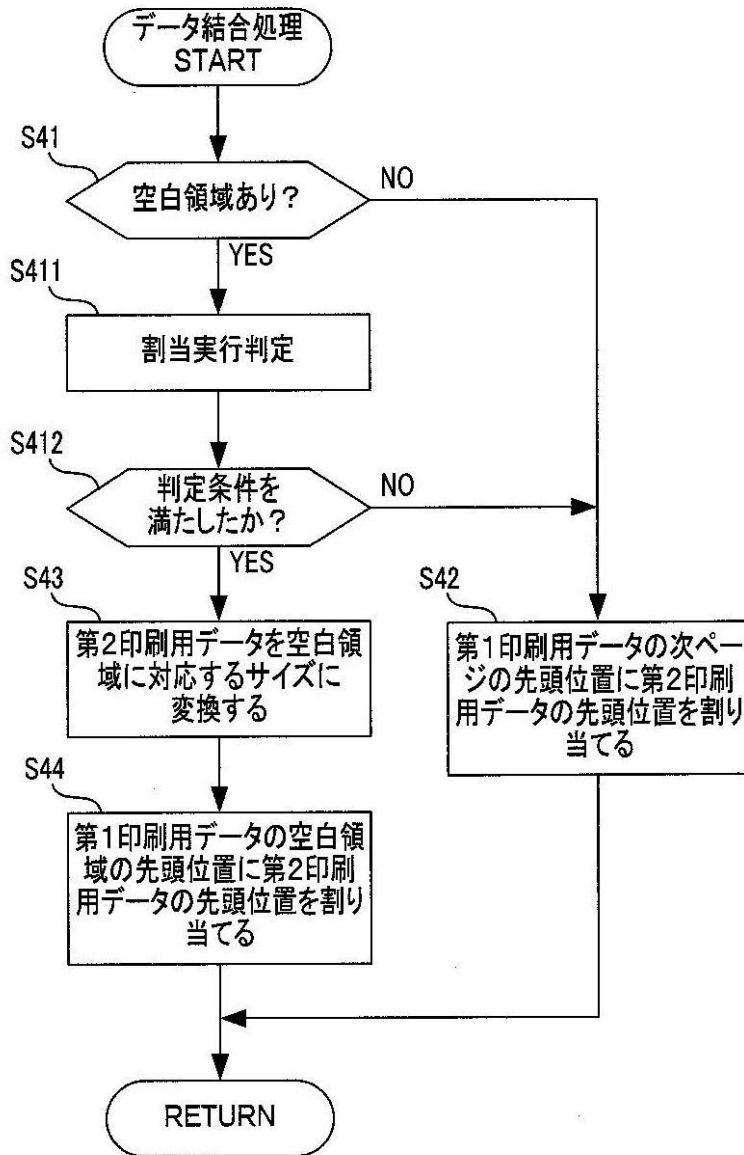 データ結合処理
START
S41
空白領域あり?
NO
YES
S411
割当実行判定
S412
判定条件を
満たしたか?
NO
YES
S43
第2印刷用データを空白領
域に対応するサイズに
変換する
S42
第1印刷用データの次ペー
ジの先頭位置に第2印刷
用データの先頭位置を割り
当てる
S44
第1印刷用データの空白領
域の先頭位置に第2印刷
用データの先頭位置を割り
当てる
RETURN